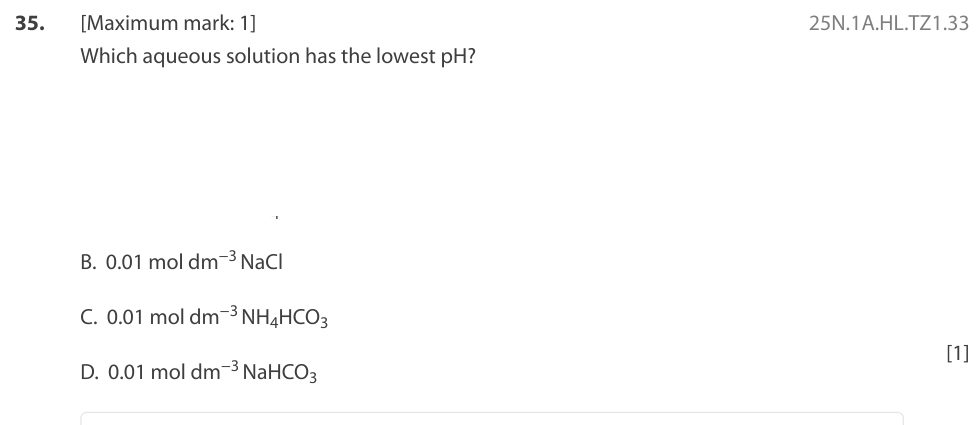 35. [Maximum mark: 1] 25N.1A.HL.TZ1.33
Which aqueous solution has the lowest pH?
B. 0.01 mol dm⁻³ NaCl
C. 0.01 mol dm⁻³ NH₄HCO₃
[1]
D. 0.01 mol dm⁻³ NaHCO₃